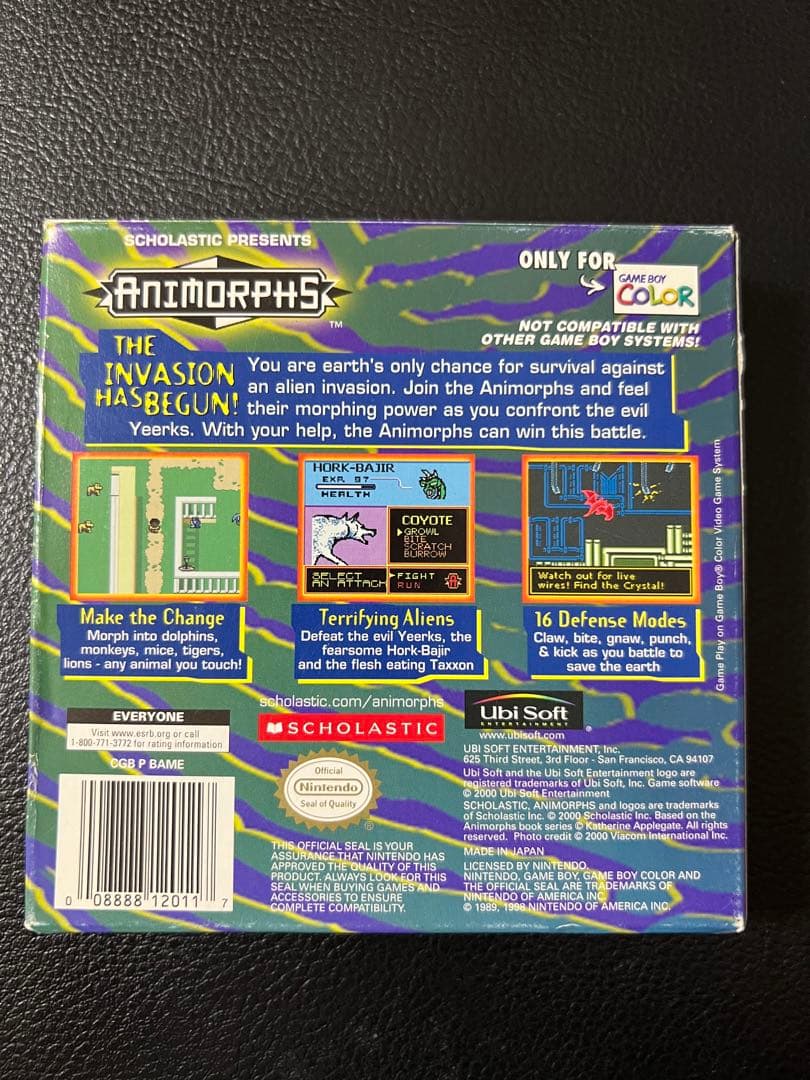 SCHOLASTIC PRESENTS
ANIMORPHS
TM
ONLY FOR
GAME BOY
COLOR
NOT COMPATIBLE WITH
OTHER GAME BOY SYSTEMS!
THE
INVASION
HAS BEGUN!
You are earth's only chance for survival against
an alien invasion. Join the Animorphs and feel
their morphing power as you confront the evil
Yeerks. With your help, the Animorphs can win this battle.
HORK-BAJIR
EXP. 97
HEALTH
COYOTE
GROWL
BITE
SCRATCH
BURROW
SELECT
AN ATTACK
FIGHT
RUN
Watch out for live
wires! Find the Crystal!
Game Play on Game Boy® Color Video Game System
Make the Change
Morph into dolphins,
monkeys, mice, tigers,
lions - any animal you touch!
Terrifying Aliens
Defeat the evil Yeerks, the
fearsome Hork-Bajir
and the flesh eating Taxxon
16 Defense Modes
Claw, bite, gnaw, punch,
& kick as you battle to
save the earth
EVERYONE
Visit www.esrb.org or call
1-800-771-3772 for rating information
CGB P BAME
0 08888 12011 7
scholastic.com/animorphs
SCHOLASTIC
Official
Nintendo
Seal of Quality
®
THIS OFFICIAL SEAL IS YOUR
ASSURANCE THAT NINTENDO HAS
APPROVED THE QUALITY OF THIS
PRODUCT. ALWAYS LOOK FOR THIS
SEAL WHEN BUYING GAMES AND
ACCESSORIES TO ENSURE
COMPLETE COMPATIBILITY.
Ubi Soft
ENTERTAINMENT
®
www.ubisoft.com
UBI SOFT ENTERTAINMENT, Inc.
625 Third Street, 3rd Floor - San Francisco, CA 94107
Ubi Soft and the Ubi Soft Entertainment logo are
registered trademarks of Ubi Soft, Inc. Game software
© 2000 Ubi Soft Entertainment
SCHOLASTIC, ANIMORPHS and logos are trademarks
of Scholastic Inc. © 2000 Scholastic Inc. Based on the
Animorphs book series © Katherine Applegate. All rights
reserved. Photo credit © 2000 Viacom International Inc.
MADE IN JAPAN
LICENSED BY NINTENDO.
NINTENDO, GAME BOY, GAME BOY COLOR AND
THE OFFICIAL SEAL ARE TRADEMARKS OF
NINTENDO OF AMERICA INC.
© 1989, 1998 NINTENDO OF AMERICA INC.